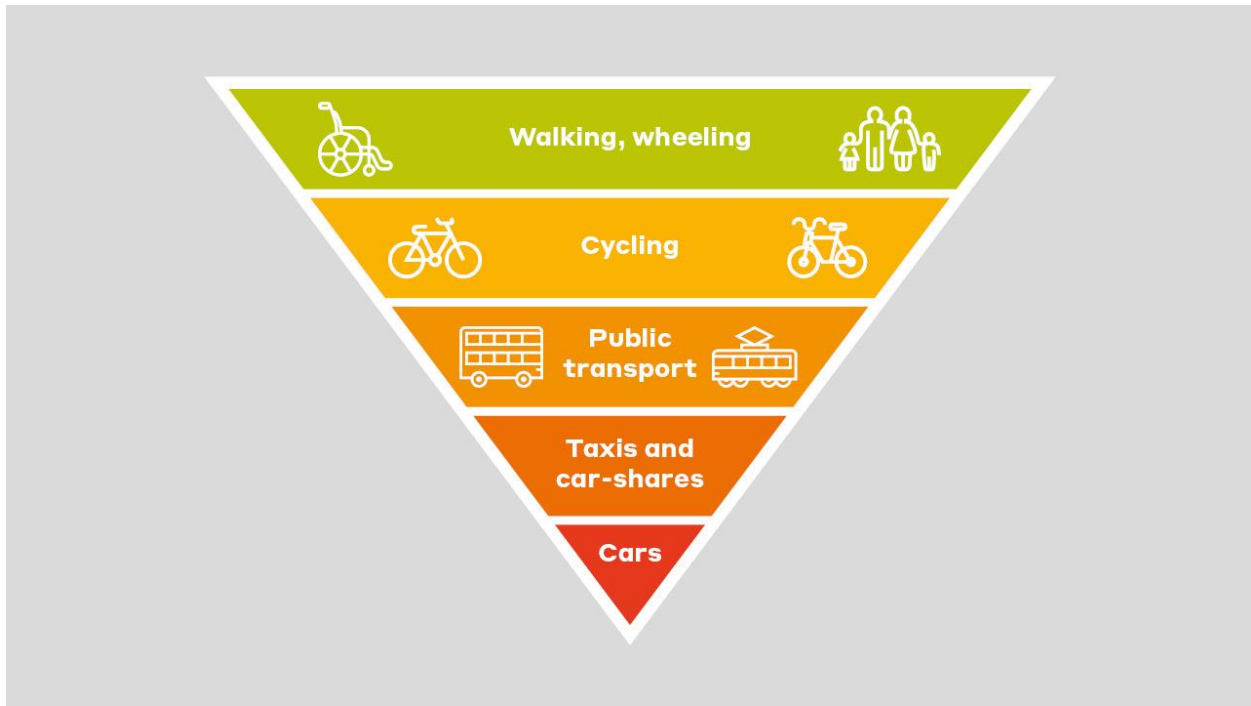 Walking, wheeling
Cycling
Public
transport
Taxis and
car-shares
Cars